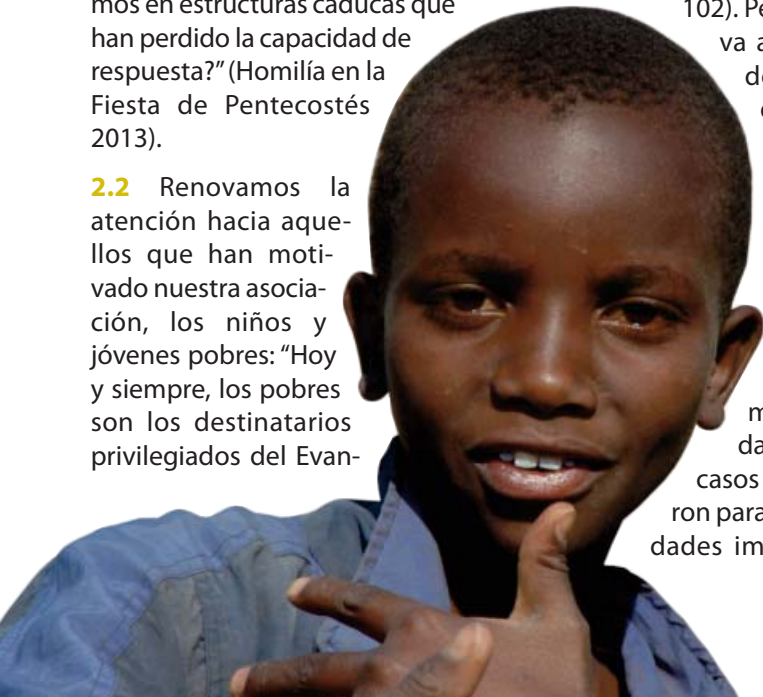 mos en estructuras caducas que
han perdido la capacidad de
respuesta?” (Homilía en la
Fiesta de Pentecostés
2013).
2.2 Renovamos la
atención hacia aque-
llos que han moti-
vado nuestra asocia-
ción, los niños y
jóvenes pobres: “Hoy
y siempre, los pobres
son los destinatarios
privilegiados del Evan-
102). Pe
va a
casos
ron para
dades im